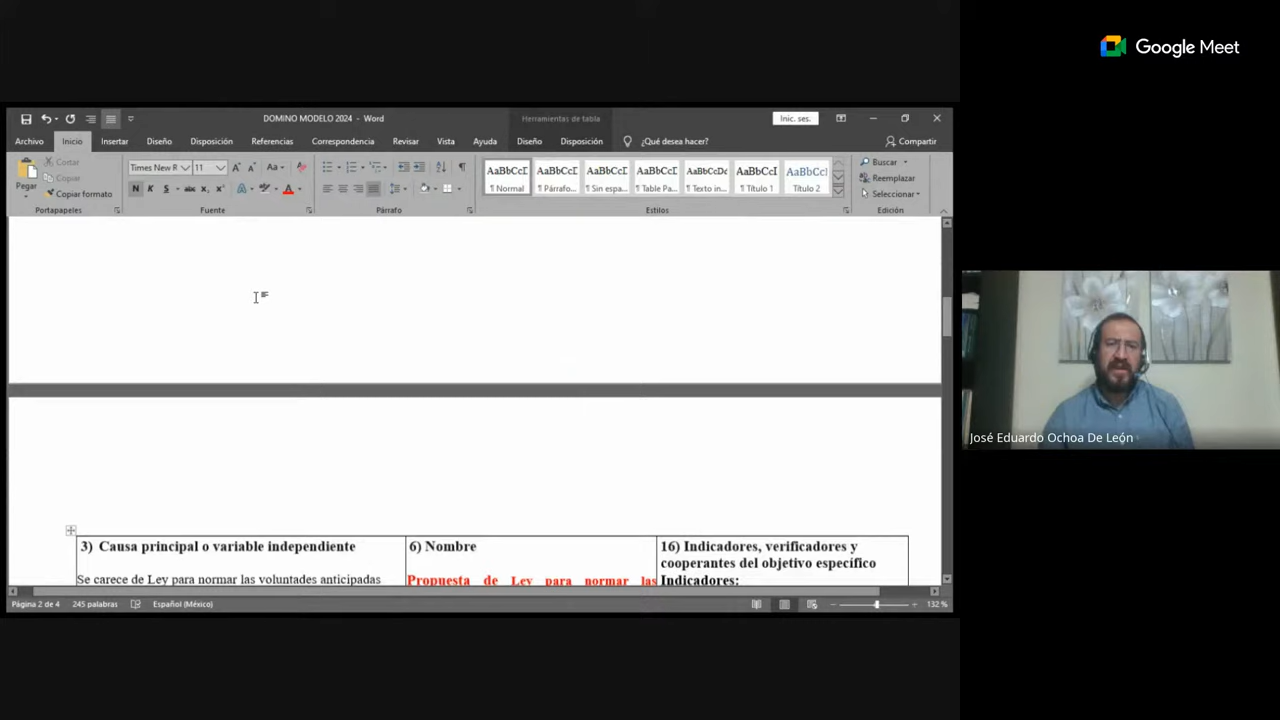 Google Meet
DOMINO MODELO 2024 - Word
Herramientas de tabla
Inic. ses.
Archivo
Inicio
Insertar
Diseño
Disposición
Referencias
Correspondencia
Revisar
Vista
Ayuda
Diseño
Disposición
¿Qué desea hacer?
Compartir
Pegar
Cortar
Copiar
Copiar formato
Portapapeles
Times New R
11
Fuente
Párrafo
AaBbCcI
¶ Normal
AaBbCcI
¶ Párrafo...
AaBbCcI
¶ Sin espa...
AaBbCcI
¶ Table Pa...
AaBbCcDc
¶ Texto in...
AaBbCcI
¶ Título 1
AaBbCcl
¶ Título 2
Estilos
Buscar
Reemplazar
Seleccionar
Edición
3) Causa principal o variable independiente
Se carece de Ley para normar las voluntades anticipadas
6) Nombre
Propuesta de Ley para normar las
16) Indicadores, verificadores y
cooperantes del objetivo específico
Indicadores:
Página 2 de 4
245 palabras
Español (México)
132 %
José Eduardo Ochoa De León